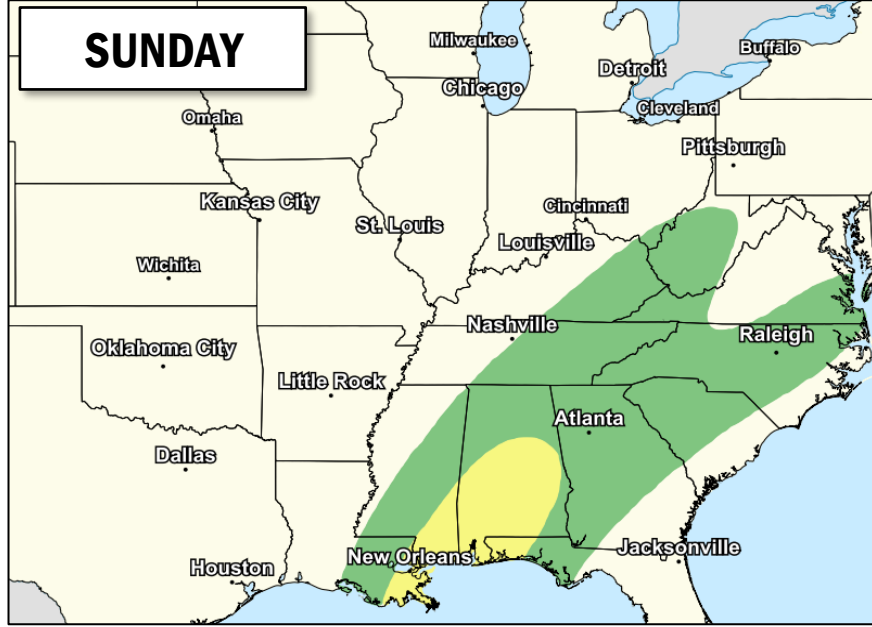 SUNDAY
Milwaukee
Buffalo
Detroit
Chicago
Cleveland
Omaha
Pittsburgh
Kansas City
Cincinnati
St. Louis
Louisville
Wichita
Nashville
Raleigh
Oklahoma City
Little Rock
Atlanta
Dallas
New Orleans
Jacksonville
Houston